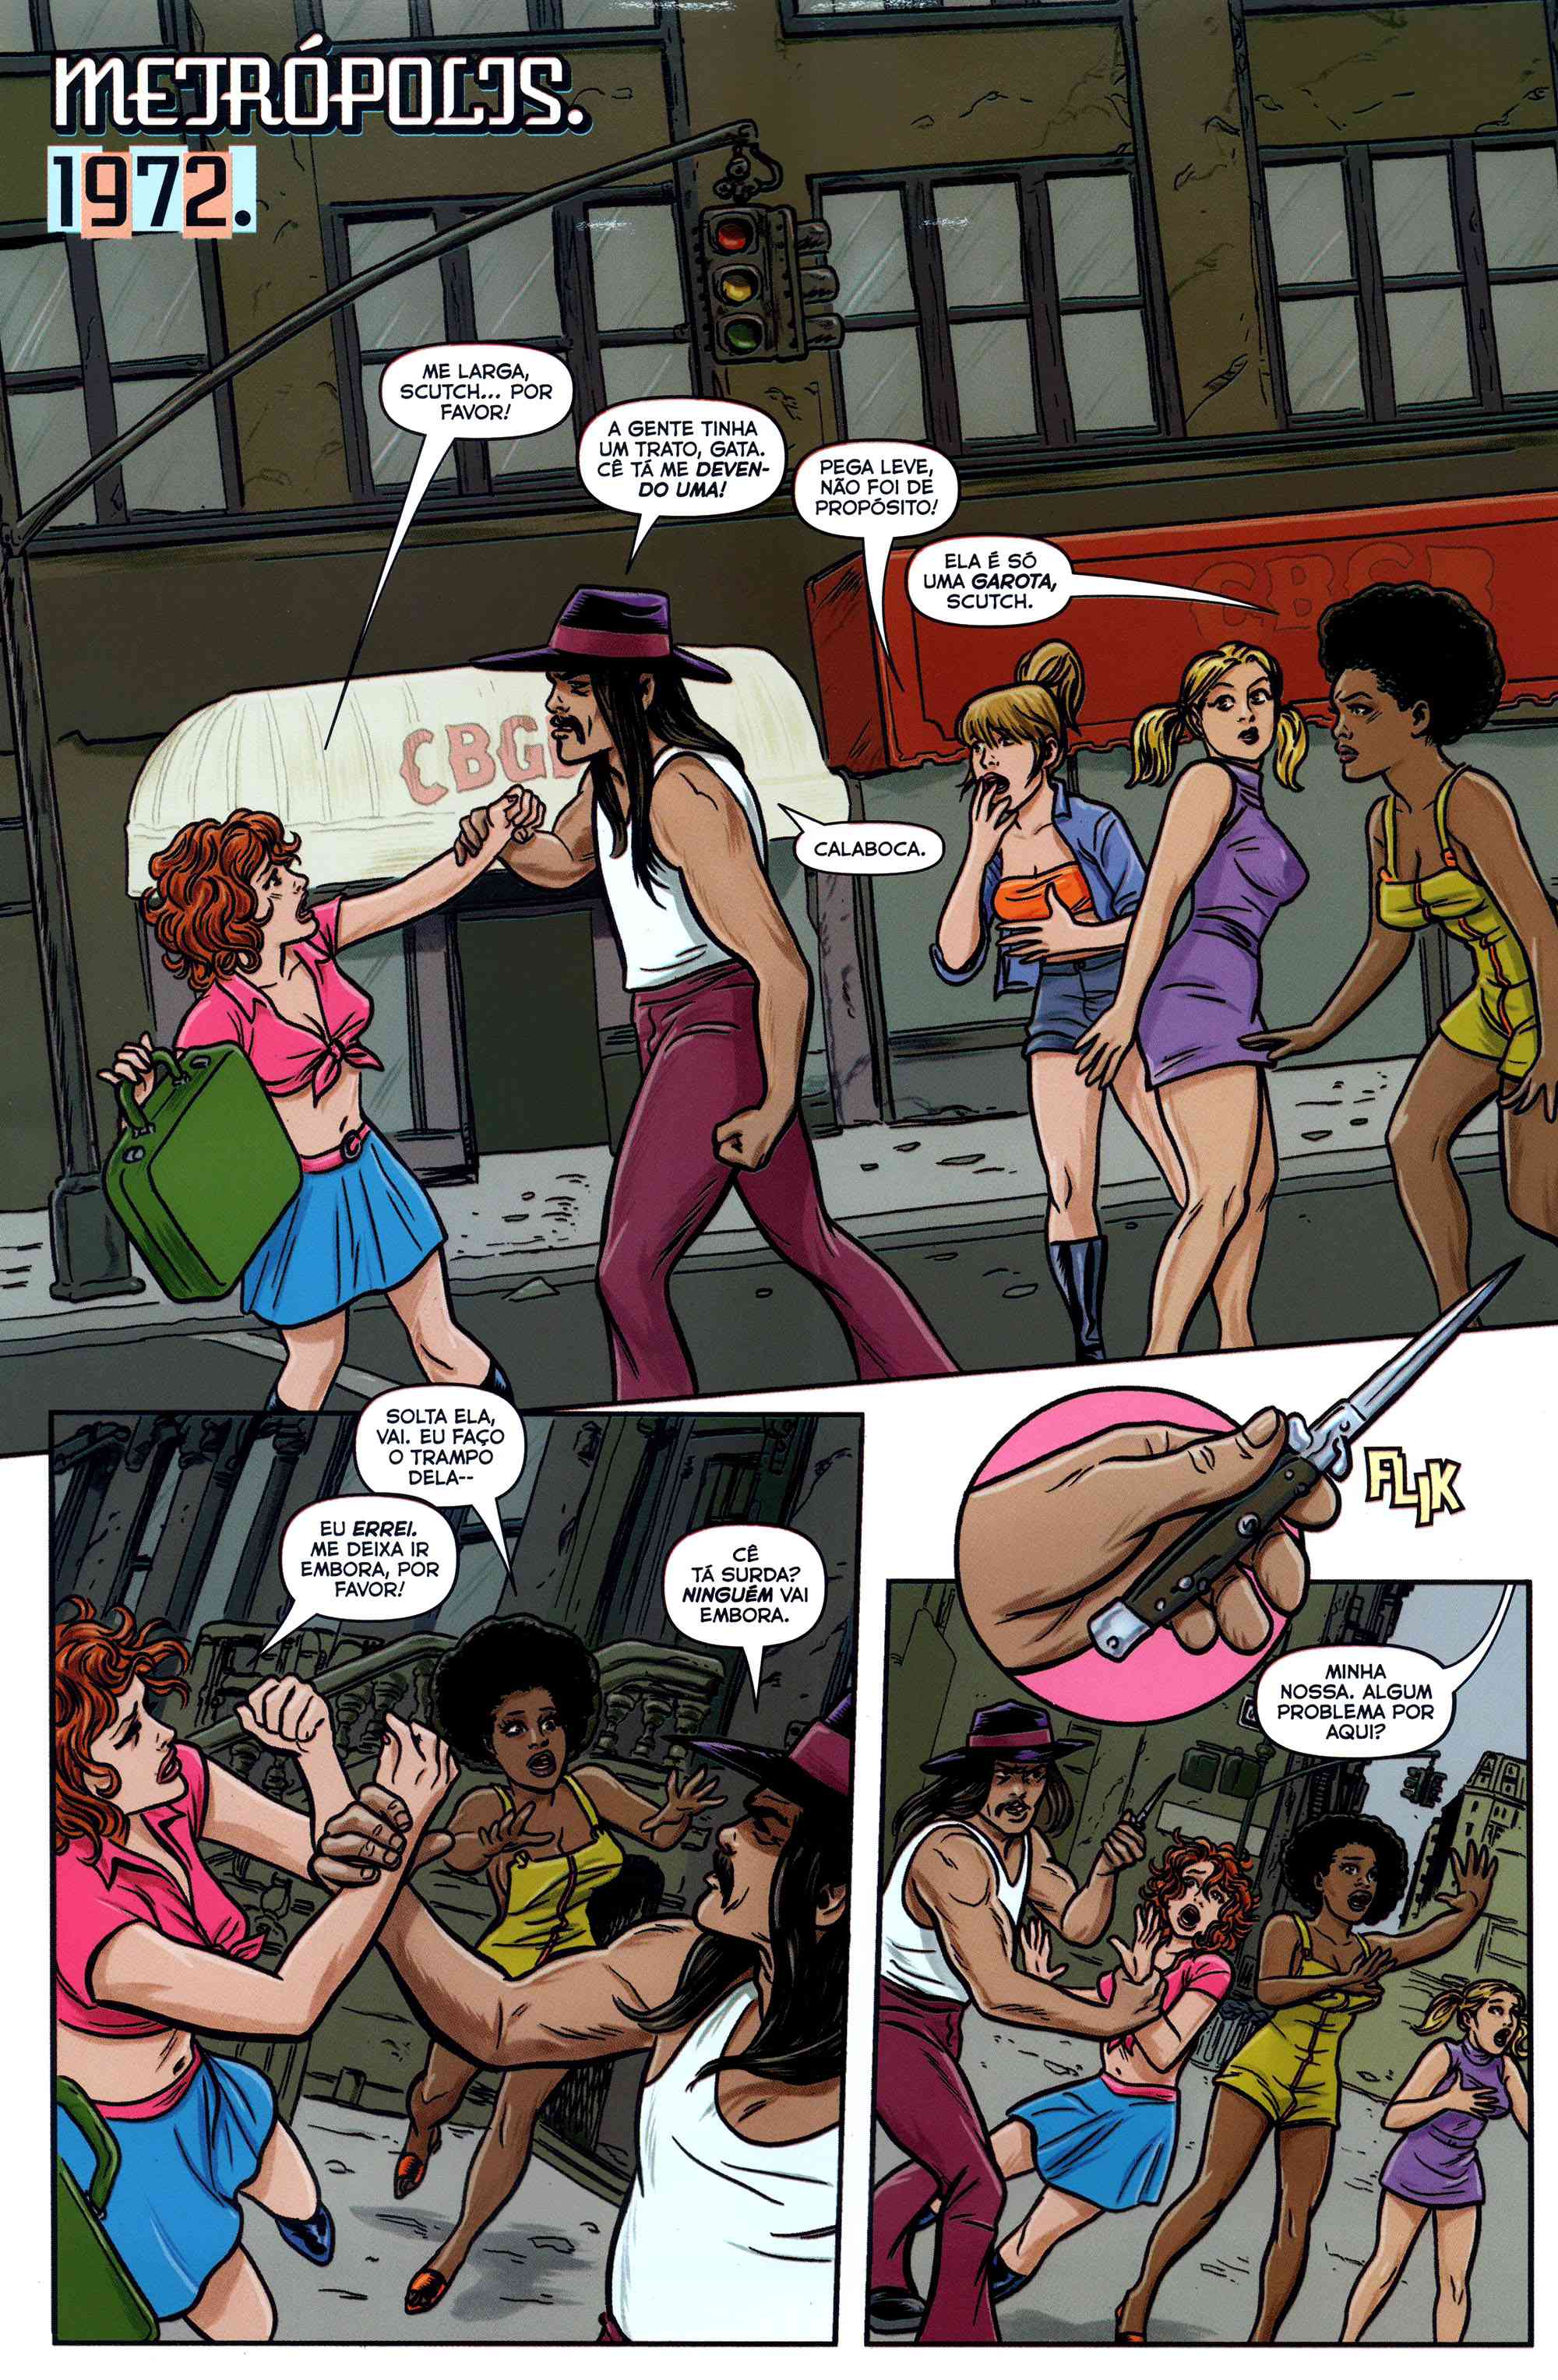 METRÓPOLIS.
1972.
ME LARGA,
SCUTCH... POR
FAVOR!
A GENTE TINHA
UM TRATO, GATA.
CÊ TÁ ME DEVEN-
DO UMA!
PEGA LEVE,
NÃO FOI DE
PROPÓSITO!
ELA É SÓ
UMA GAROTA,
SCUTCH.
CBGB
CBGB
CALABOCA.
SOLTA ELA,
VAI. EU FAÇO
O TRAMPO
DELA--
EU ERREI.
ME DEIXA IR
EMBORA, POR
FAVOR!
CÊ
TÁ SURDA?
NINGUÉM VAI
EMBORA.
FLIK
MINHA
NOSSA. ALGUM
PROBLEMA POR
AQUI?